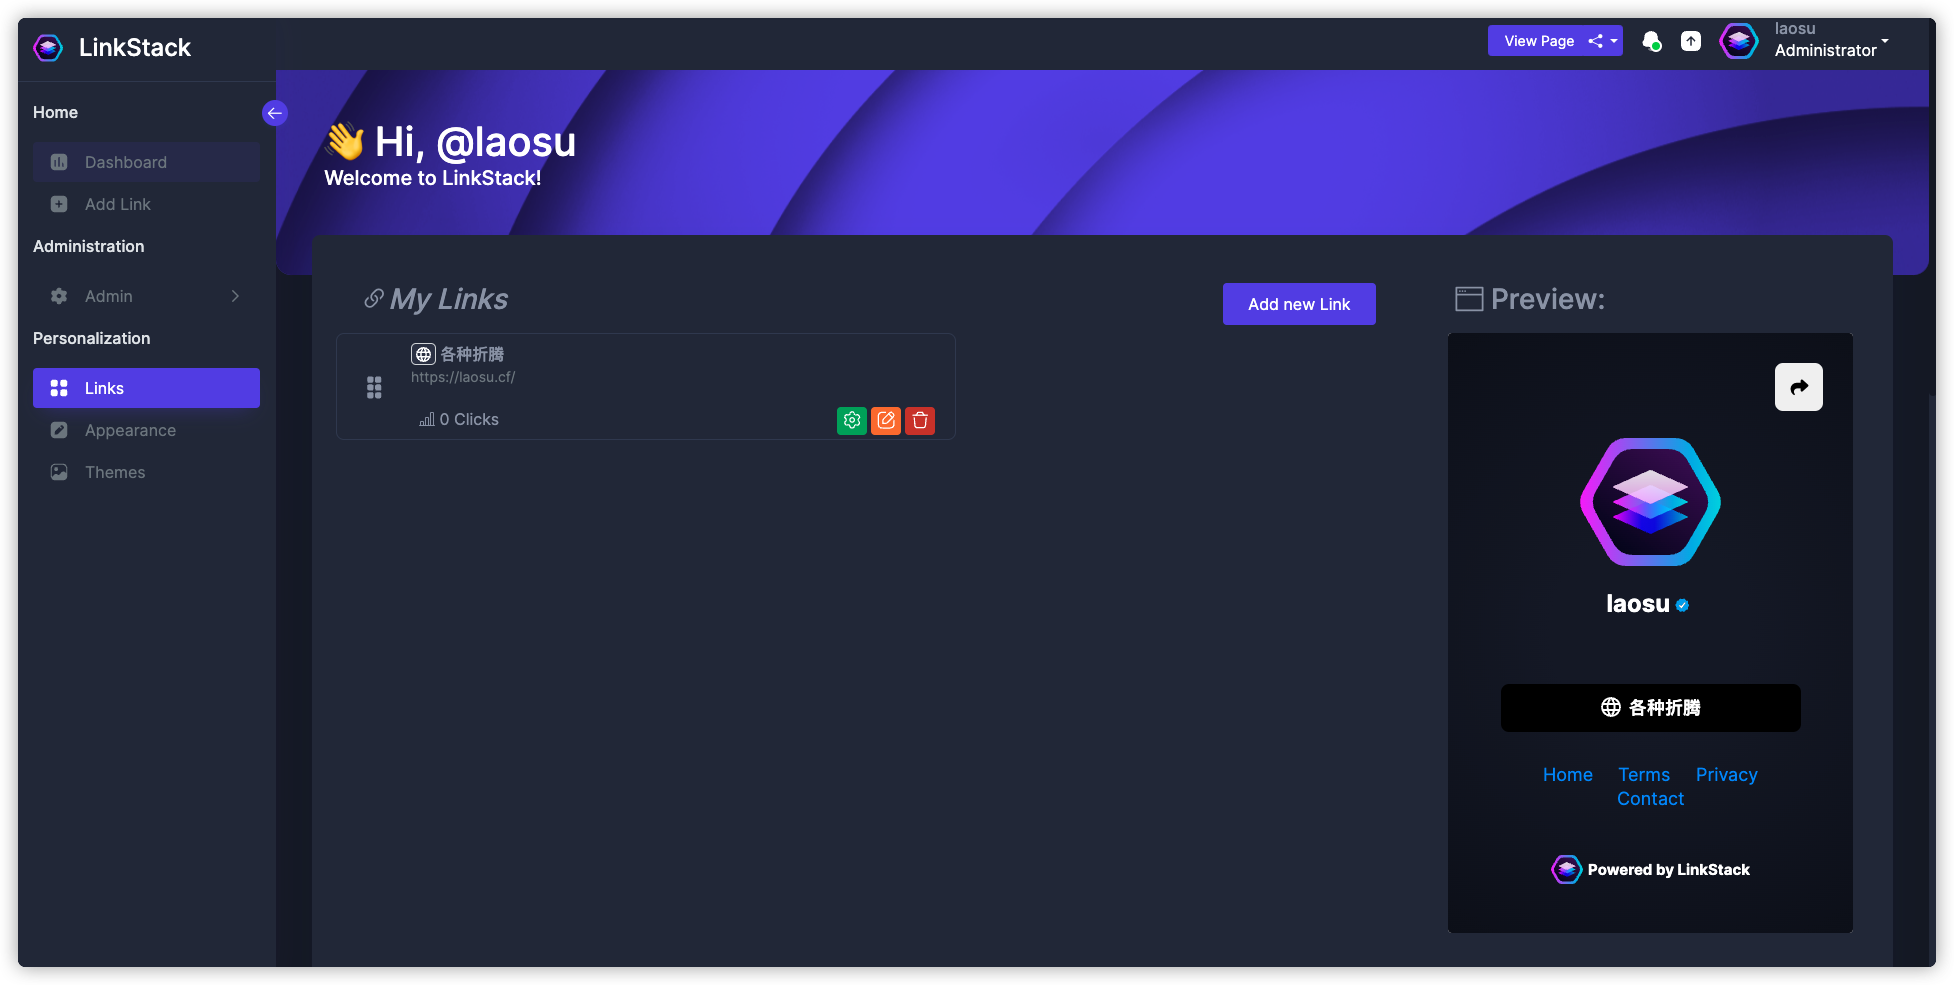 LinkStack
View Page
laosu
Administrator
Home
Dashboard
Add Link
Administration
Admin
Personalization
Links
Appearance
Themes
👋 Hi, @laosu
Welcome to LinkStack!
My Links
Add new Link
各种折腾
https://laosu.cf/
0 Clicks
Preview:
laosu
各种折腾
Home Terms Privacy
Contact
Powered by LinkStack